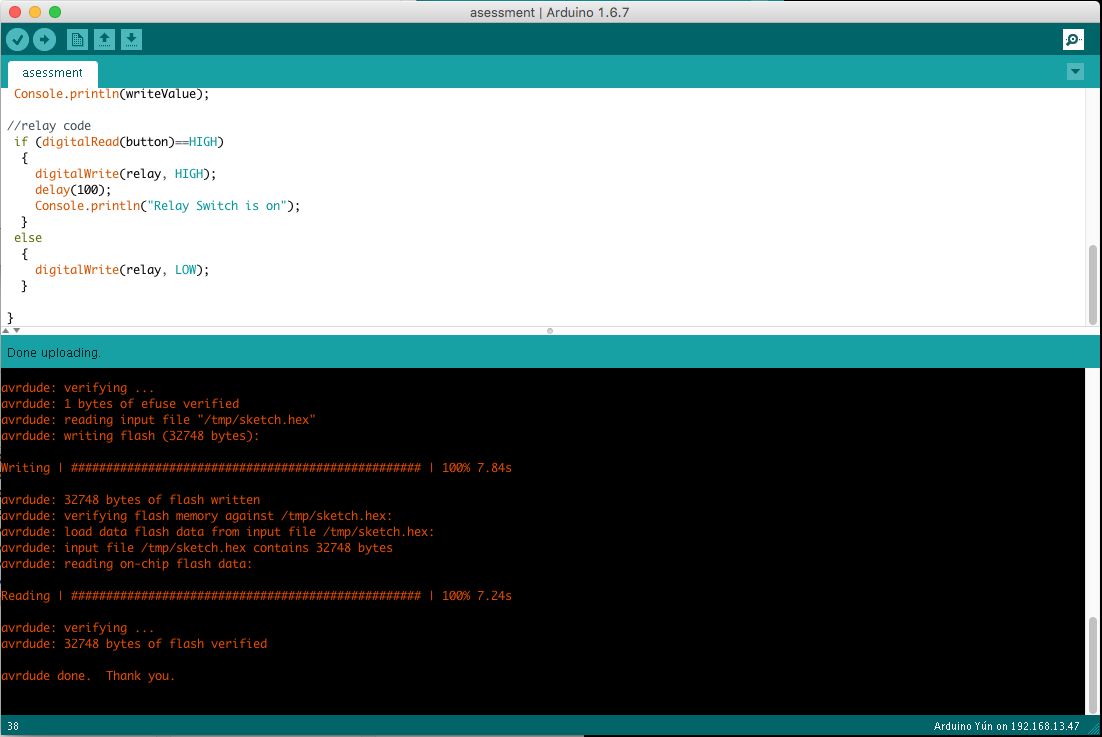 asessment | Arduino 1.6.7
asessment
Console.println(writeValue);
//relay code
if (digitalRead(button)==HIGH)
{
digitalWrite(relay, HIGH);
delay(100);
Console.println("Relay Switch is on");
}
else
{
digitalWrite(relay, LOW);
}
}
Done uploading.
avrdude: verifying ...
avrdude: 1 bytes of efuse verified
avrdude: reading input file "/tmp/sketch.hex"
avrdude: writing flash (32748 bytes):
Writing | ################################################## | 100% 7.84s
avrdude: 32748 bytes of flash written
avrdude: verifying flash memory against /tmp/sketch.hex:
avrdude: load data flash data from input file /tmp/sketch.hex:
avrdude: input file /tmp/sketch.hex contains 32748 bytes
avrdude: reading on-chip flash data:
Reading | ################################################## | 100% 7.24s
avrdude: verifying ...
avrdude: 32748 bytes of flash verified
avrdude done.  Thank you.
38
Arduino Yún on 192.168.13.47